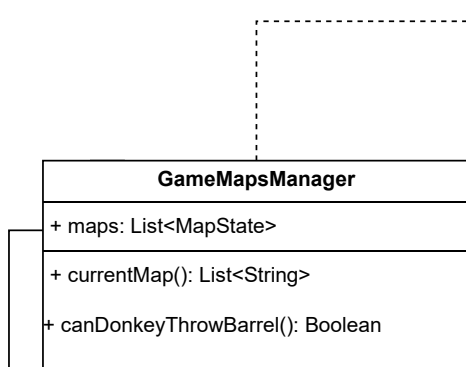 GameMapsManager
+ maps: List<MapState>
+ currentMap(): List<String>
+ canDonkeyThrowBarrel(): Boolean